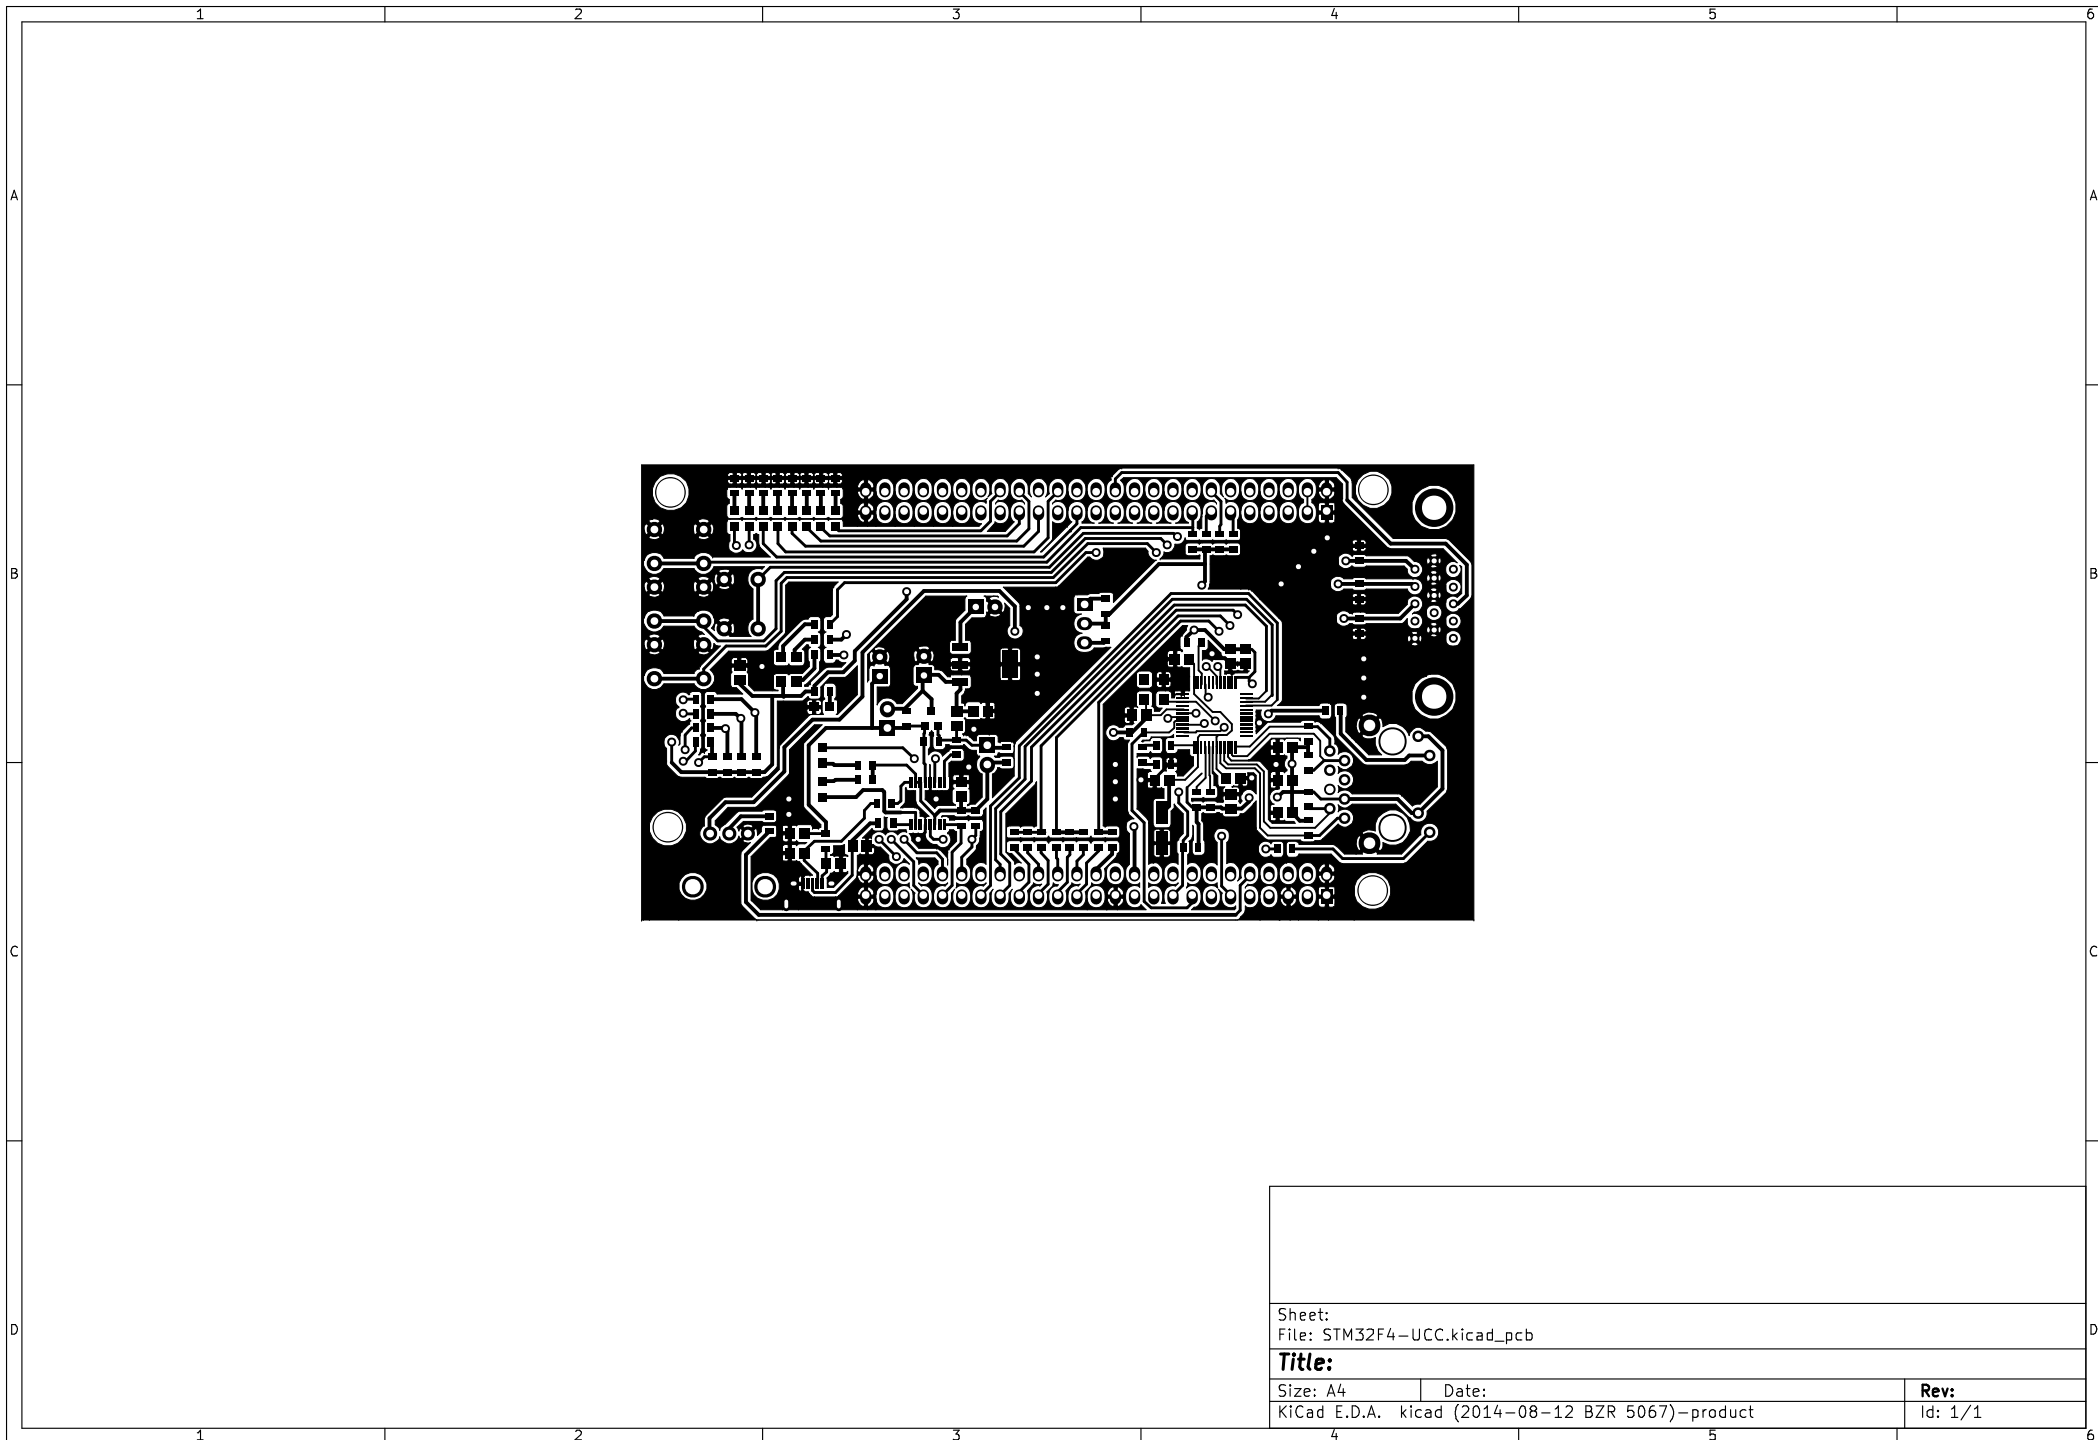 1 2 3 4 5 6
A A
B B
C C
D D
Sheet:
File: STM32F4-UCC.kicad_pcb
Title:
Size: A4 Date: Rev:
KiCad E.D.A. kicad (2014-08-12 BZR 5067)-product Id: 1/1
1 2 3 4 5 6